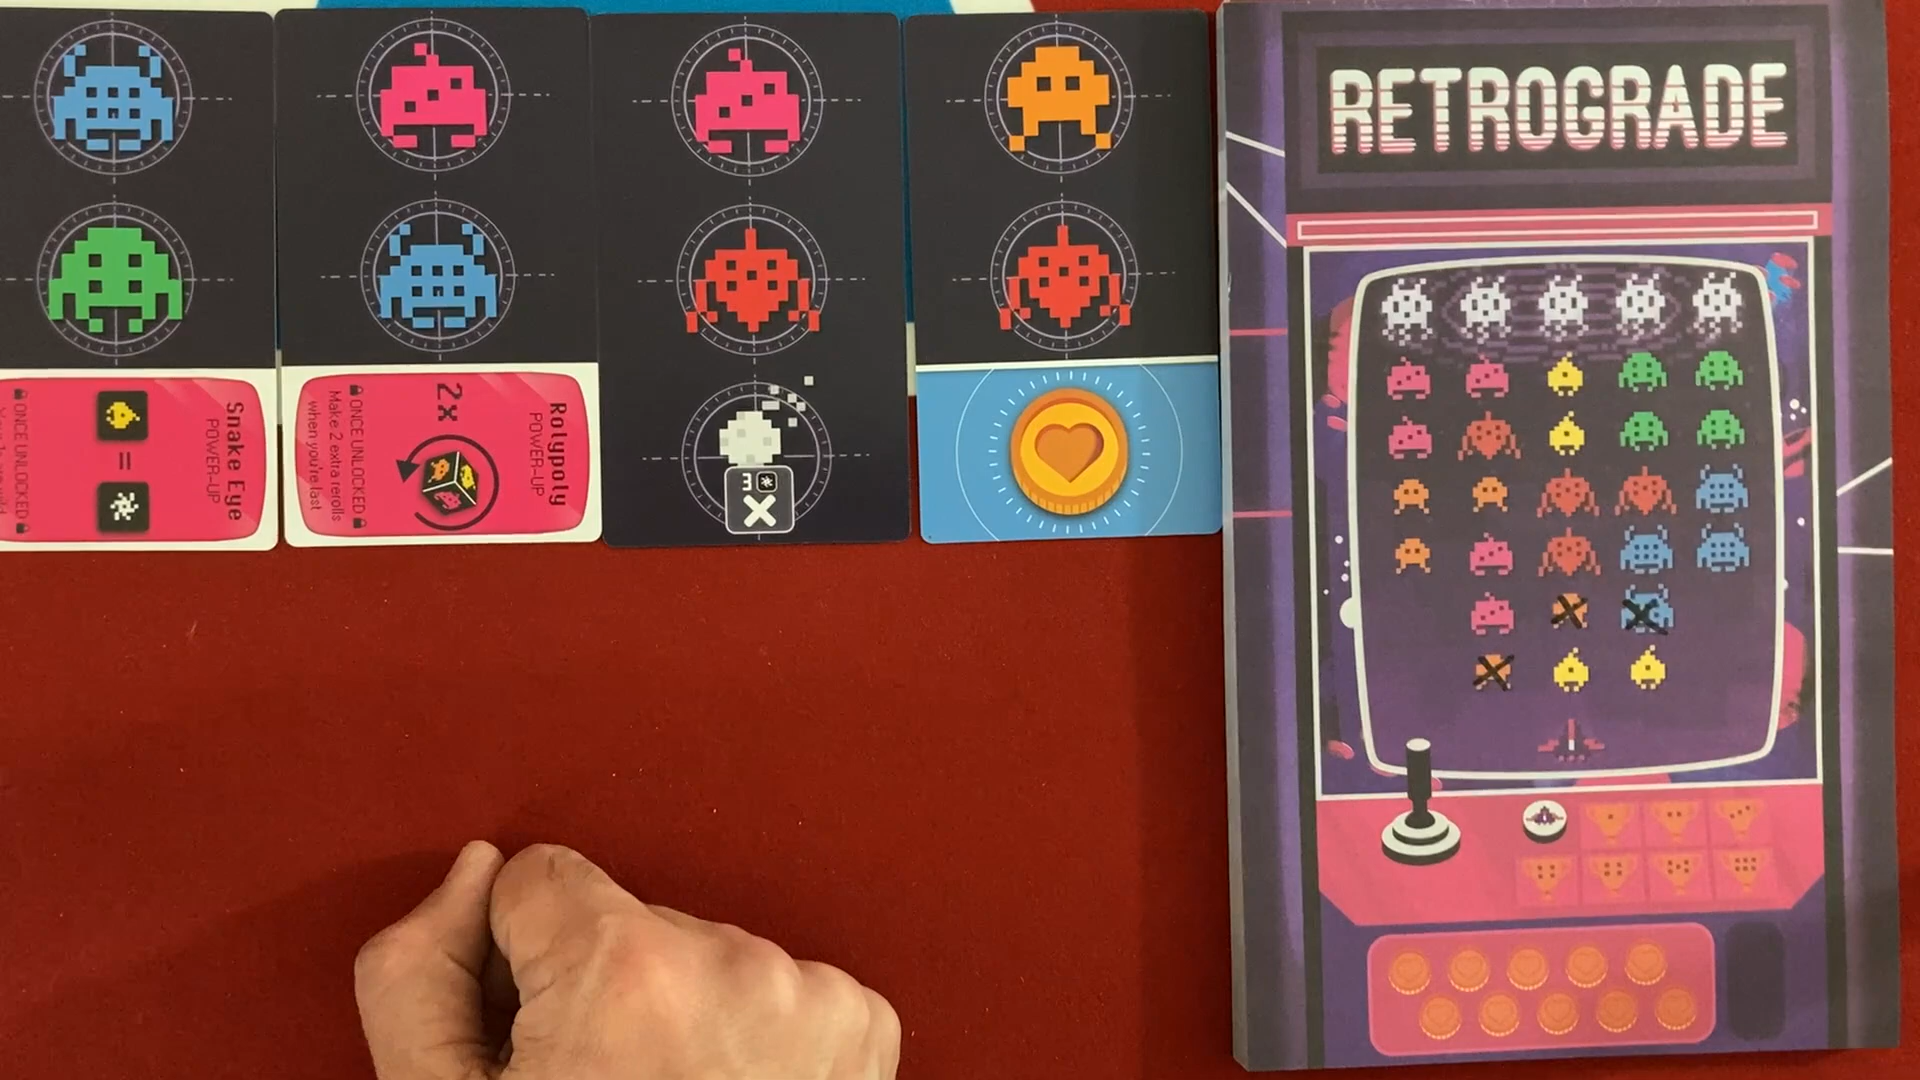 RETROGRADE
Snake Eye
POWER-UP
=
ONCE UNLOCKED
Rolypoly
POWER-UP
2x
ONCE UNLOCKED
Make 2 extra rerolls
when you're last
3
X